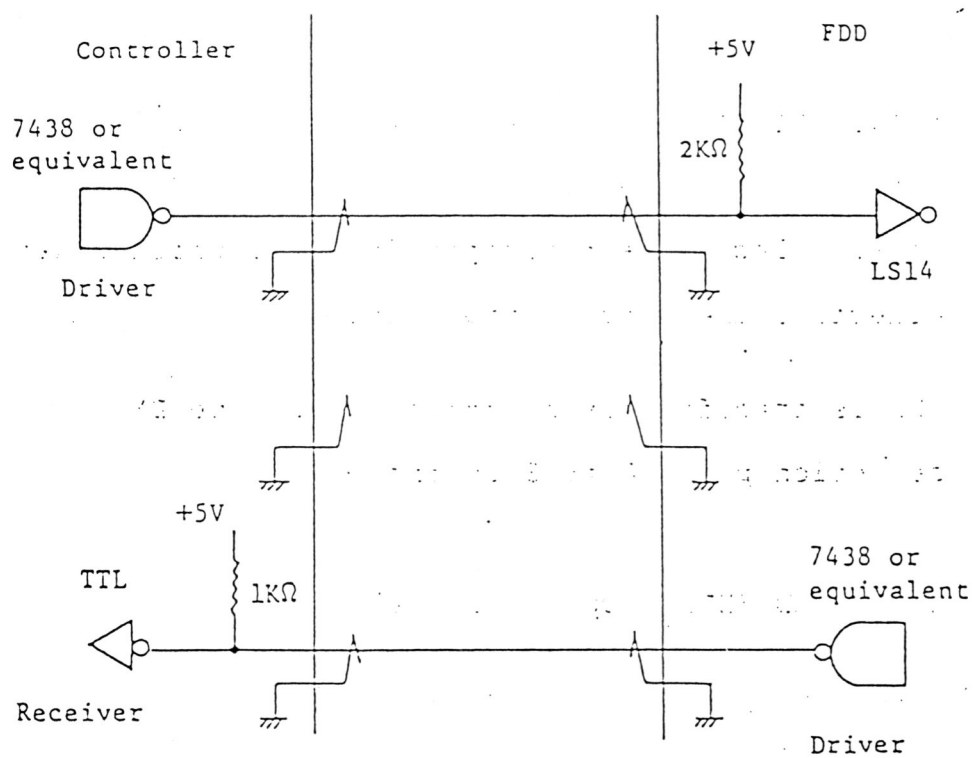 Controller
+5V
FDD
7438 or
equivalent
2KΩ
Driver
LS14
+5V
TTL
1KΩ
7438 or
equivalent
Receiver
Driver